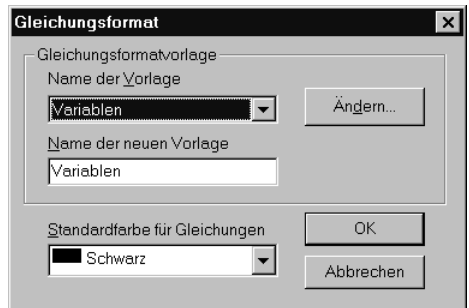 Gleichungsformat
Gleichungsformatvorlage
Name der Vorlage
Variablen
Ändern...
Name der neuen Vorlage
Variablen
Standardfarbe für Gleichungen
Schwarz
OK
Abbrechen